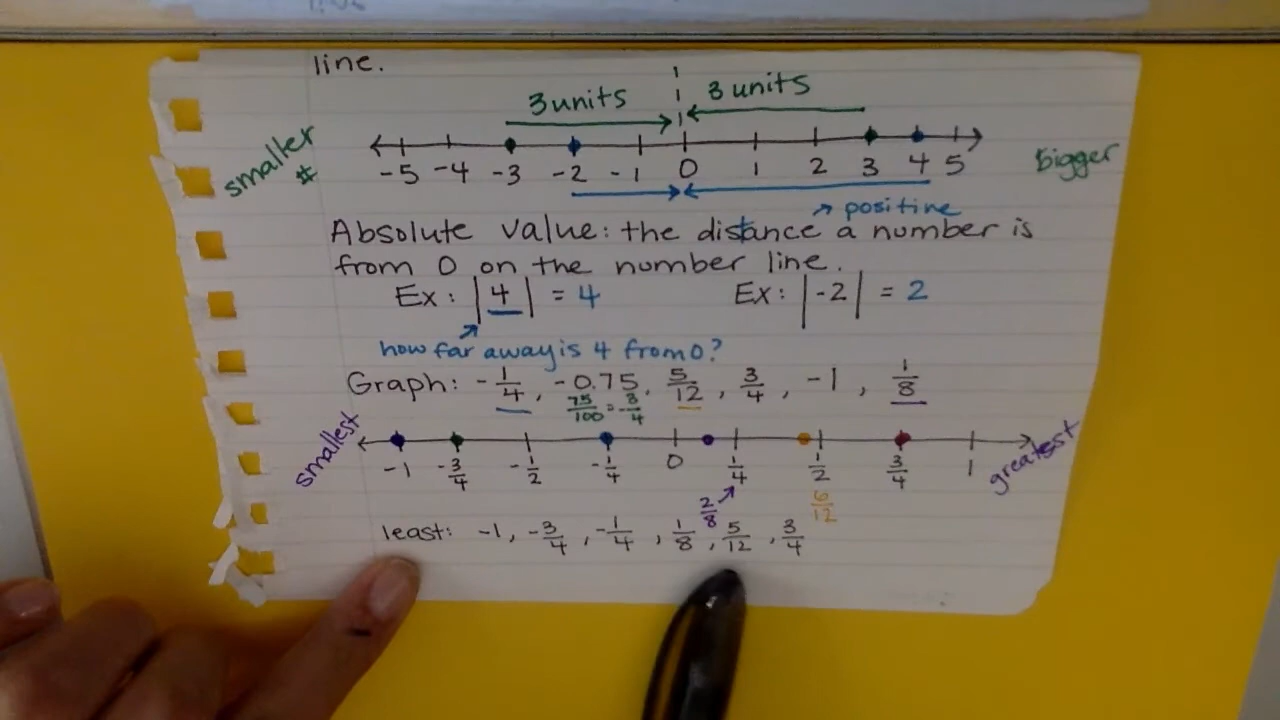 line.
3 units 3 units
smaller # -5 -4 -3 -2 -1 0 1 2 3 4 5 bigger
positive
Absolute value: the distance a number is
from 0 on the number line.
Ex: |4| = 4 Ex: |-2| = 2
how far away is 4 from 0?
Graph: -1/4, -0.75, 5/12, 3/4, -1, 1/8
75/100 = -3/4
smallest -1 -3/4 -1/2 -1/4 0 1/4 1/2 3/4 1 greatest
2/8 6/12
least: -1, -3/4, -1/4, 1/8, 5/12, 3/4